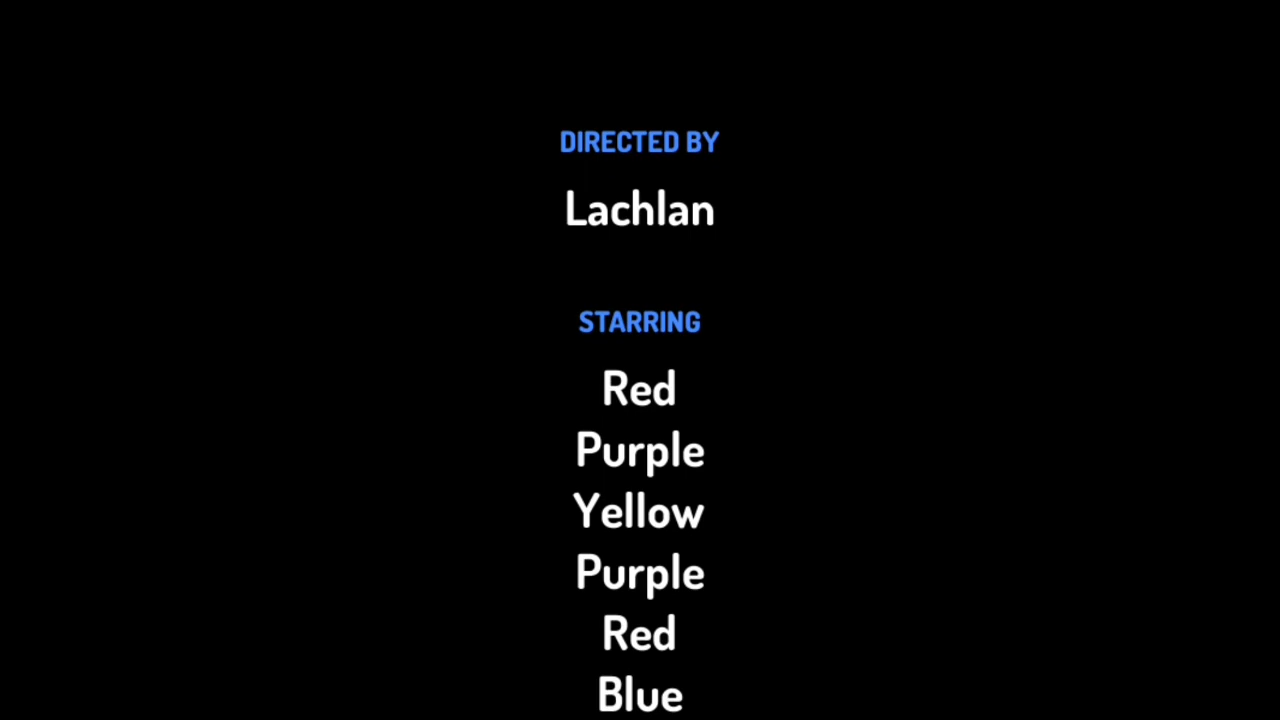 DIRECTED BY
Lachlan
STARRING
Red
Purple
Yellow
Purple
Red
Blue